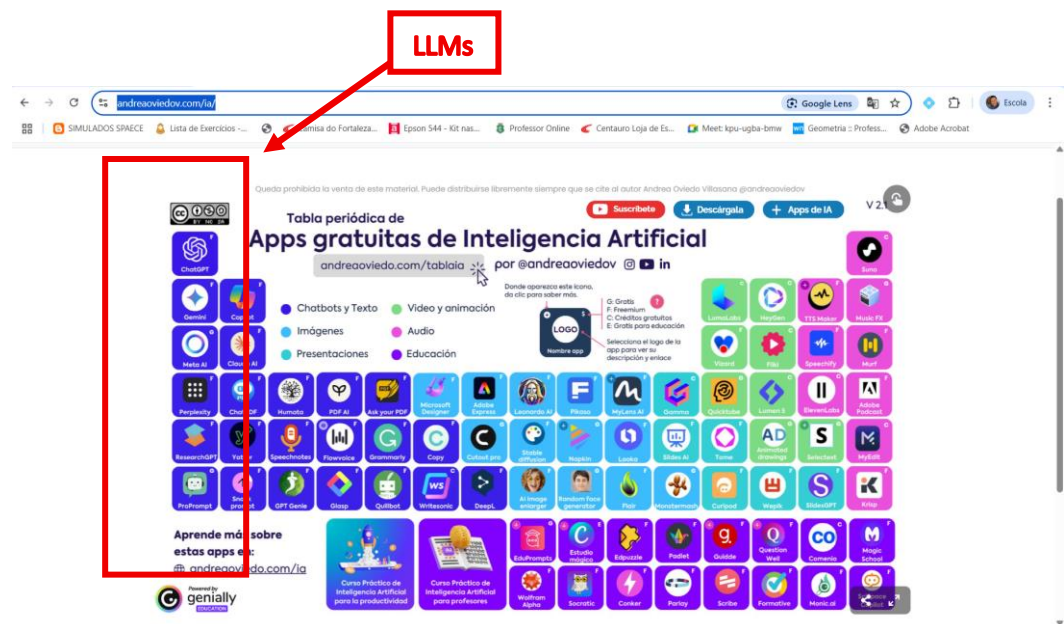 LLMs
andreaoviedov.com/ia/
Google Lens
Escola
SIMULADOS SPAECE
Lista de Exercícios -...
misa do Fortaleza...
Epson 544 - Kit nas...
Professor Online
Centauro Loja de Es...
Meet: kpu-ugba-bmw
Geometria :: Profess...
Adobe Acrobat
Queda prohibida la venta de este material. Puede distribuirse libremente siempre que se cite al autor Andrea Oviedo Villasana @andreaoviedov
CC BY NC SA
Suscríbete
Descárgala
Apps de IA
V 2.1
Tabla periódica de
Apps gratuitas de Inteligencia Artificial
andreaoviedo.com/tablaia
por @andreaoviedov
in
Donde aparezca este icono,
da clic para saber más.
LOGO
Nombre app
G: Gratis
F: Freemium
C: Créditos gratuitos
E: Gratis para educación
Selecciona el logo de la
app para ver su
descripción y enlace
Chatbots y Texto
Video y animación
Imágenes
Audio
Presentaciones
Educación
ChatGPT
Suno
Gemini
LumaLabs
HeyGen
TTS Maker
Music FX
Meta AI
Vizard
Fliki
Speechify
Murf
Perplexity
Humata
PDF AI
Ask your PDF
Microsoft
Designer
Adobe
Express
Leonardo AI
Pikaso
MyLens AI
Gamma
Quicktube
Lumen 5
ElevenLabs
Adobe
Podcast
ResearchGPT
Speechnotes
Flowvoice
Grammarly
Copy
Cutout pro
Stable
diffusion
Napkin
Looka
Slides Ai
Tome
AD
Animated
drawings
Selectext
MyEdit
ProPrompt
GPT Genie
Glasp
Quillbot
WS
Writesonic
DeepL
AI Image
enlarger
Random Face
generator
Flair
Monstermash
Curipod
Wepik
SlidesGPT
Krisp
Aprende más sobre
estas apps en:
andreaoviedo.com/ia
Powered by
genially
EDUCATION
Curso Práctico de
Inteligencia Artificial
para la productividad
Curso Práctico de
Inteligencia Artificial
para profesores
EduPrompts
Estudio
mágico
Edpuzzle
Padlet
Guidde
Question
Well
Comenio
Magic
School
Wolfram
Alpha
Socratic
Conker
Parlay
Scribe
Formative
Monic.ai